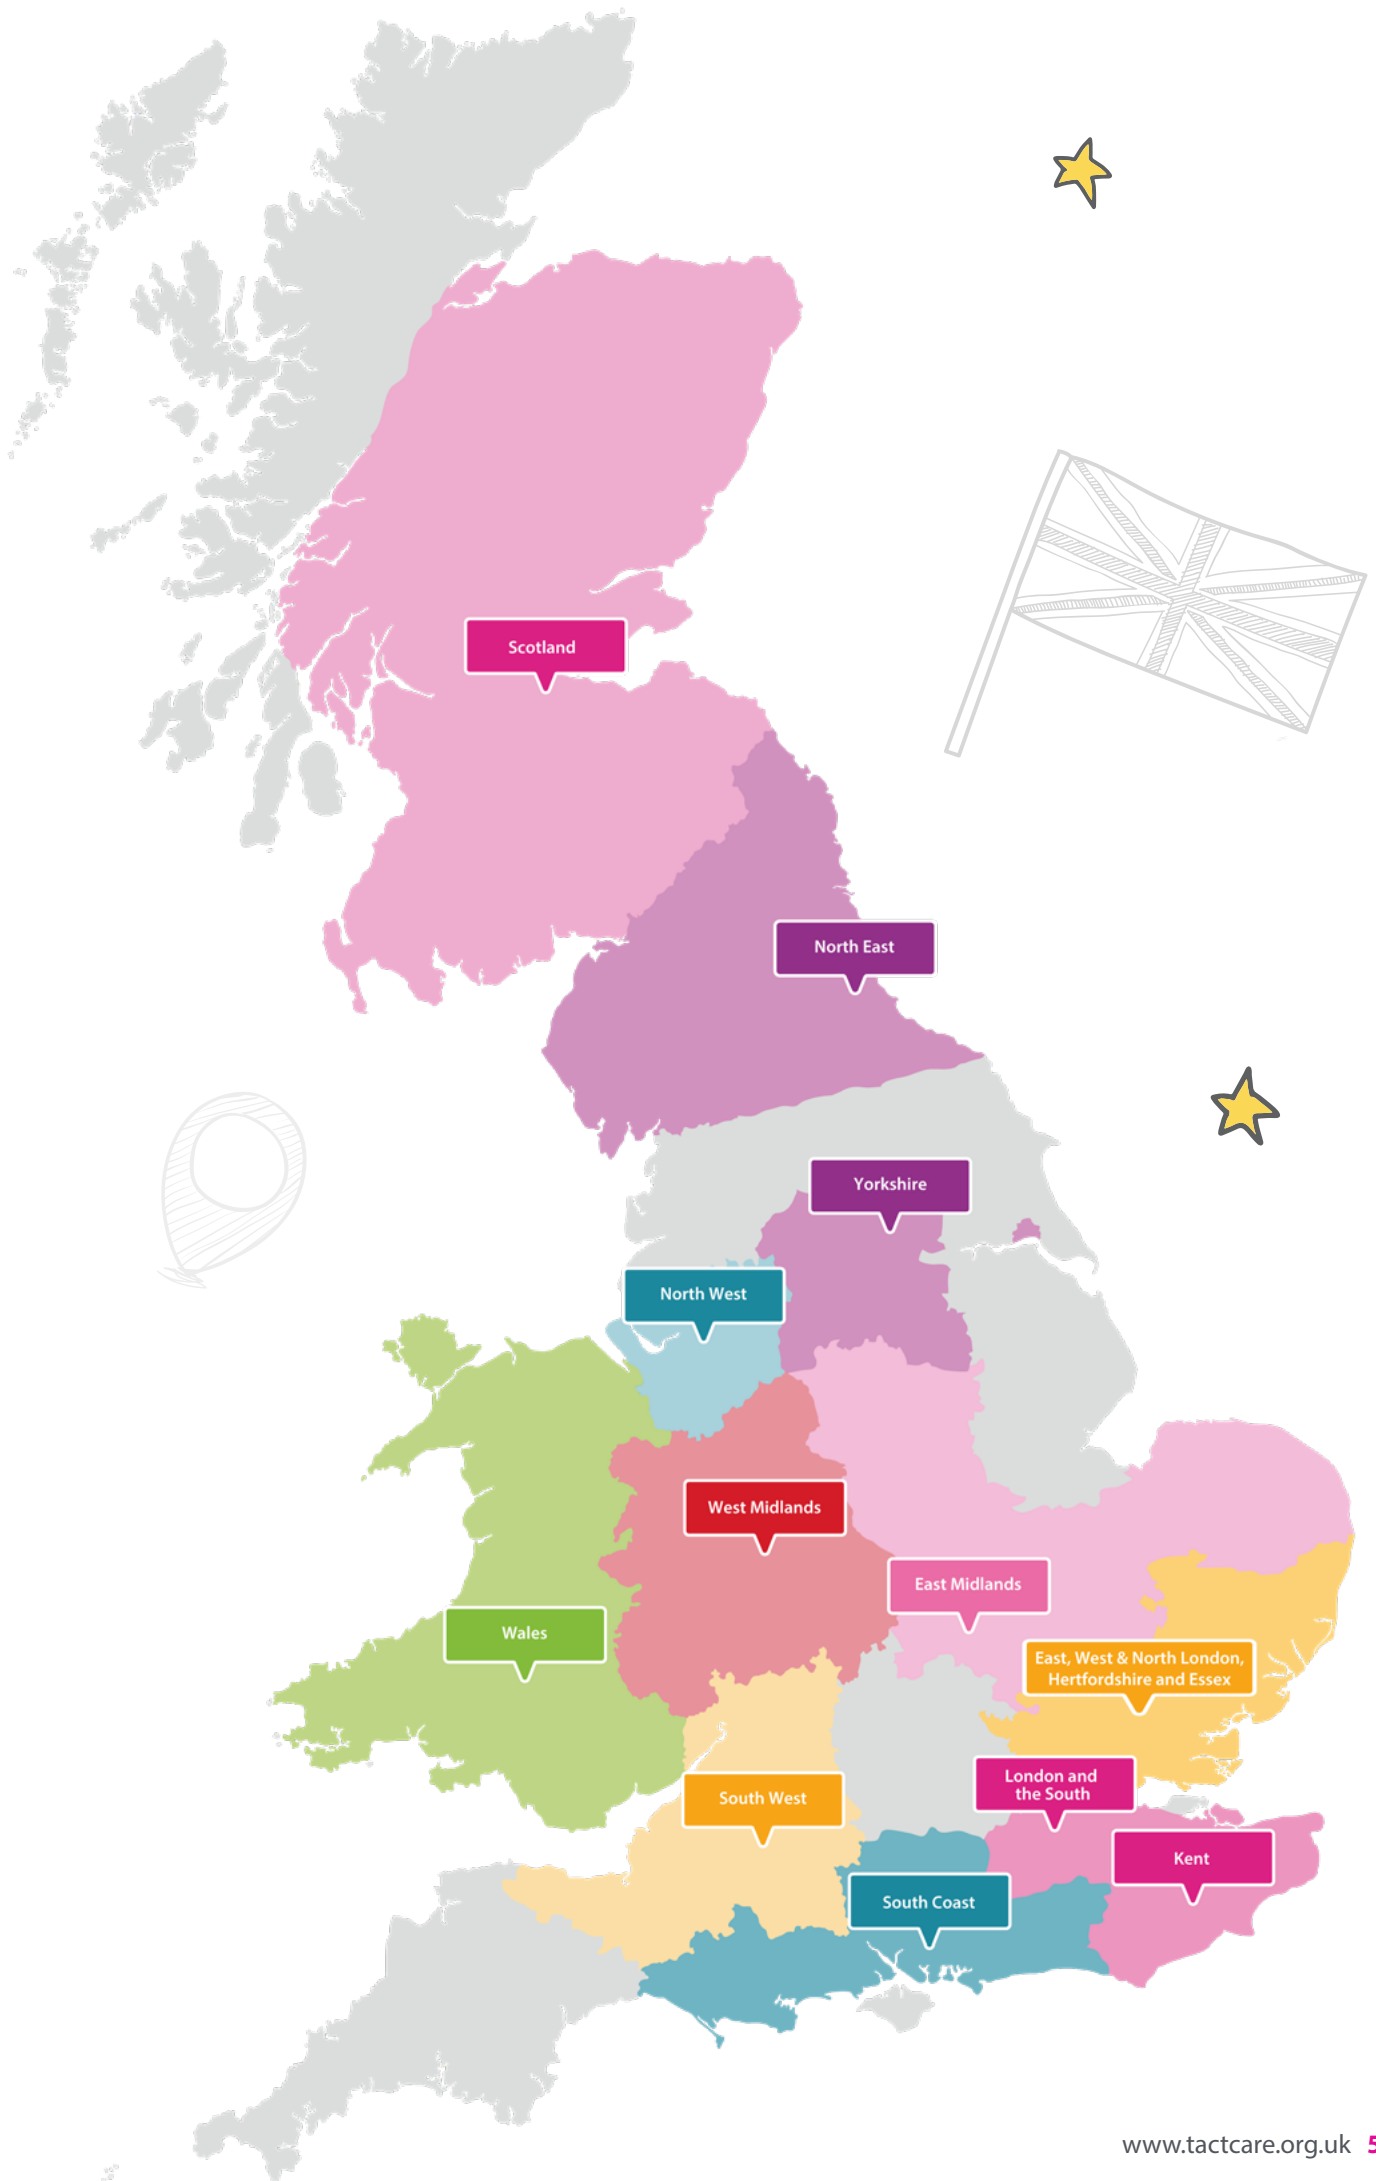 Scotland
North East
Yorkshire
North West
West Midlands
East Midlands
Wales
East, West & North London,
Hertfordshire and Essex
London and
the South
South West
Kent
South Coast
www.tactcare.org.uk 5